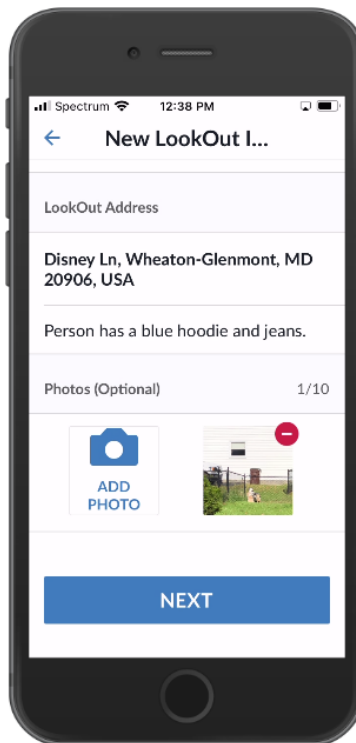 Spectrum 12:38 PM
New LookOut I...
LookOut Address
Disney Ln, Wheaton-Glenmont, MD
20906, USA
Person has a blue hoodie and jeans.
Photos (Optional) 1/10
ADD
PHOTO
NEXT